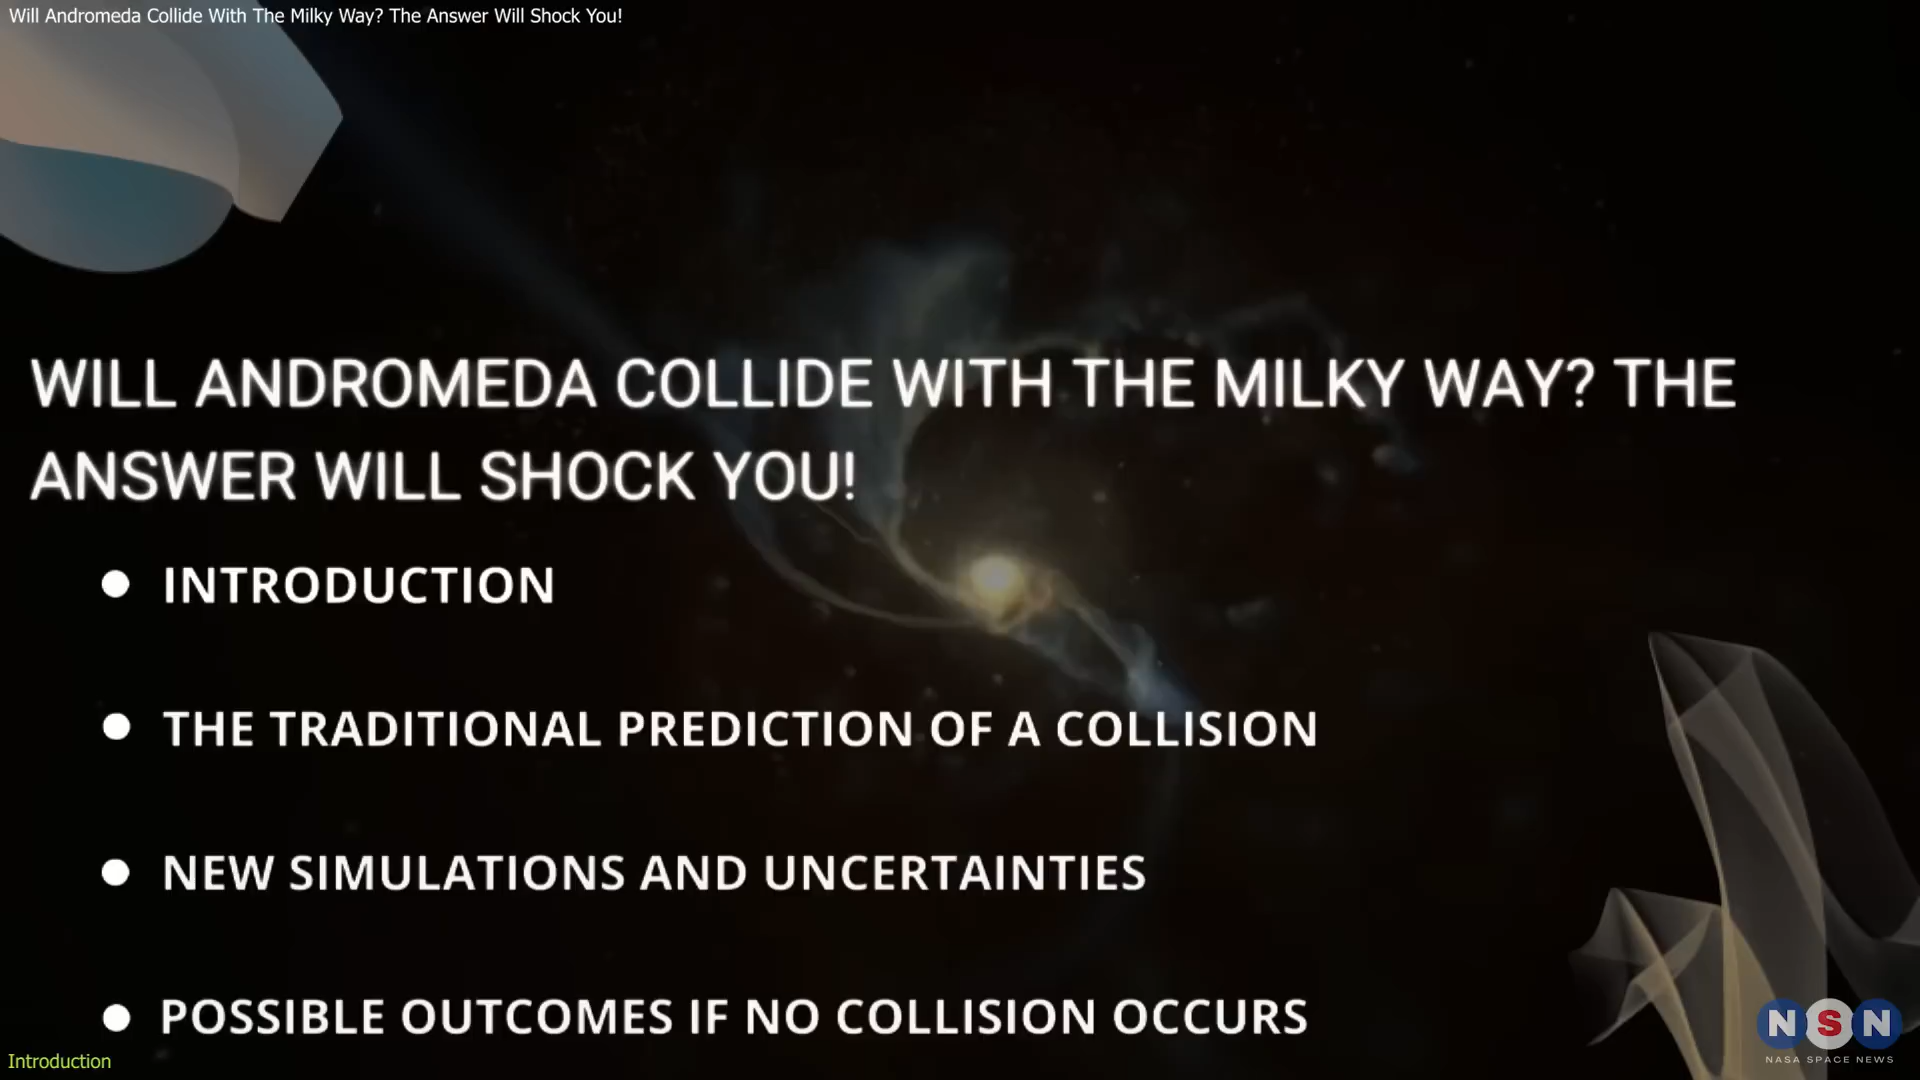 Will Andromeda Collide With The Milky Way? The Answer Will Shock You!
WILL ANDROMEDA COLLIDE WITH THE MILKY WAY? THE
ANSWER WILL SHOCK YOU!
● INTRODUCTION
● THE TRADITIONAL PREDICTION OF A COLLISION
● NEW SIMULATIONS AND UNCERTAINTIES
● POSSIBLE OUTCOMES IF NO COLLISION OCCURS
Introduction
NSN
NASA SPACE NEWS